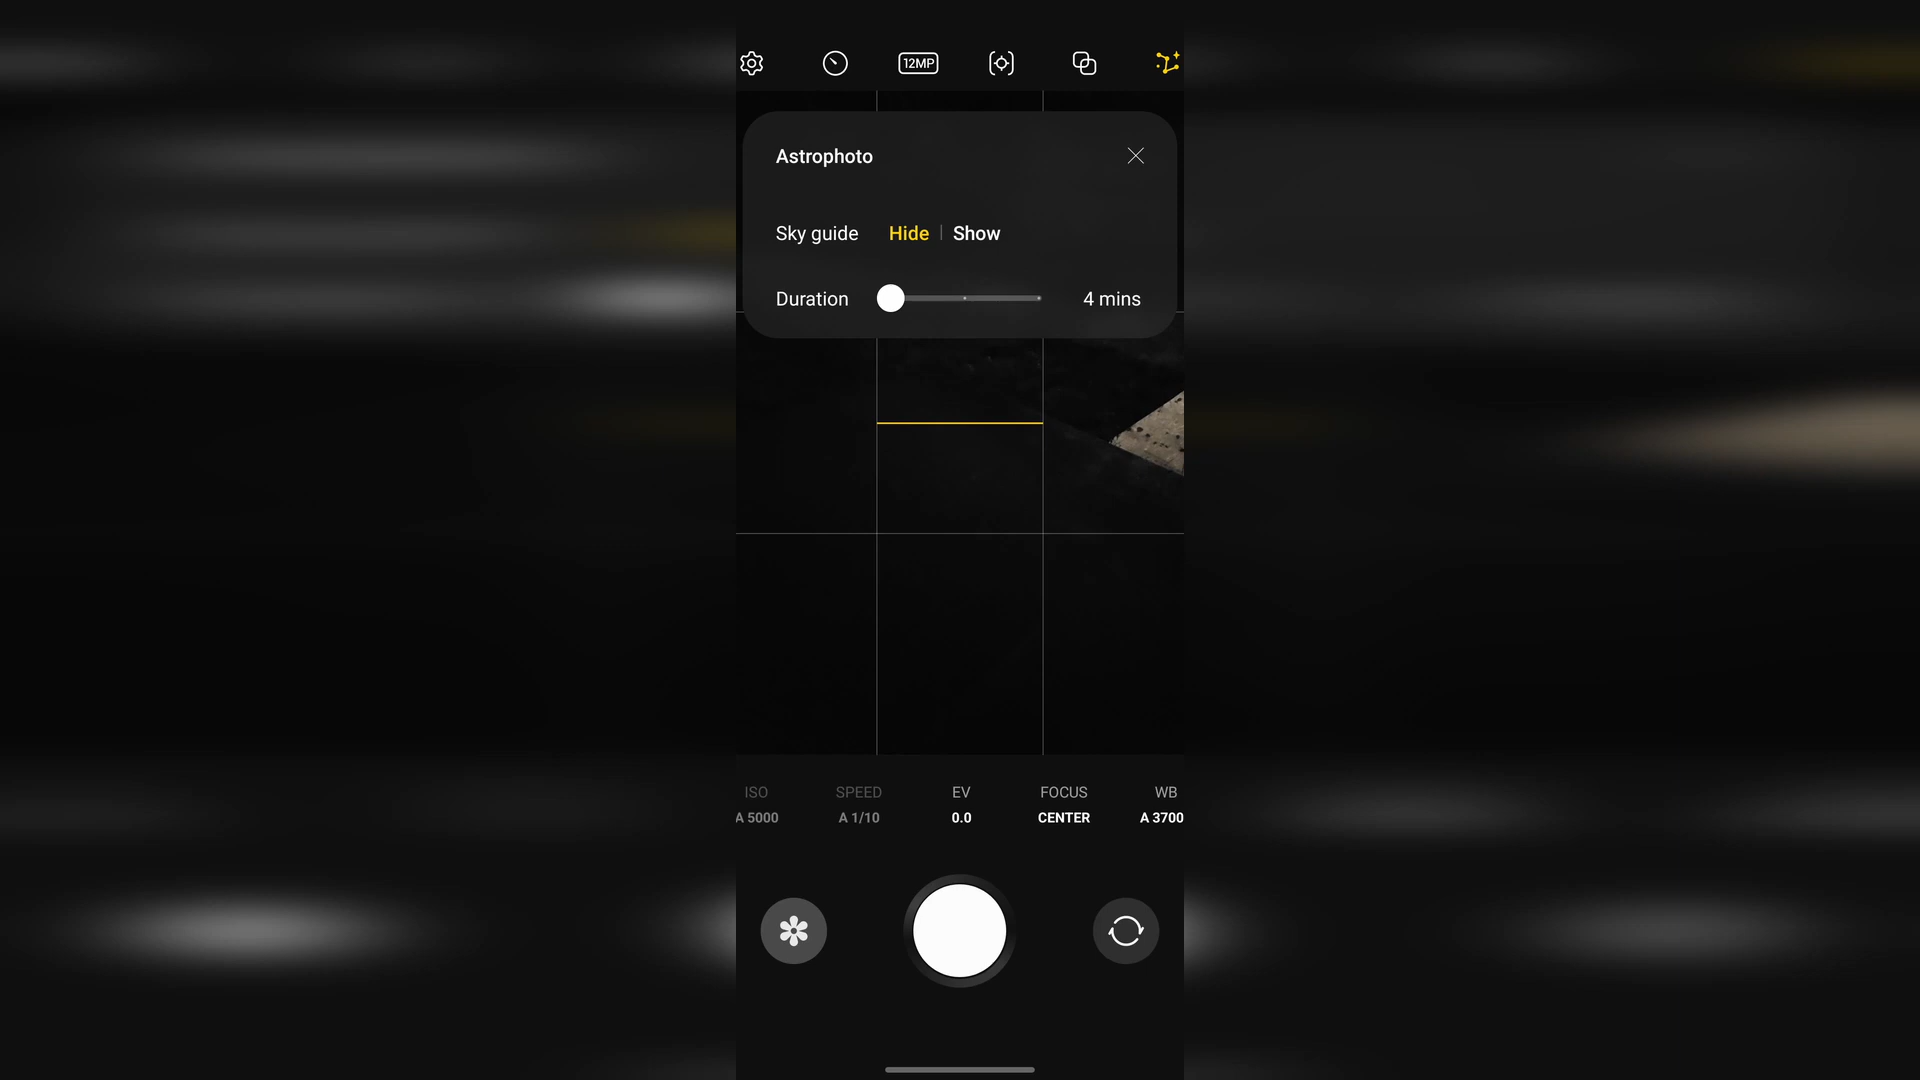 12MP
Astrophoto
Sky guide Hide | Show
Duration 4 mins
ISO SPEED EV FOCUS WB
A 5000 A 1/10 0.0 CENTER A 3700